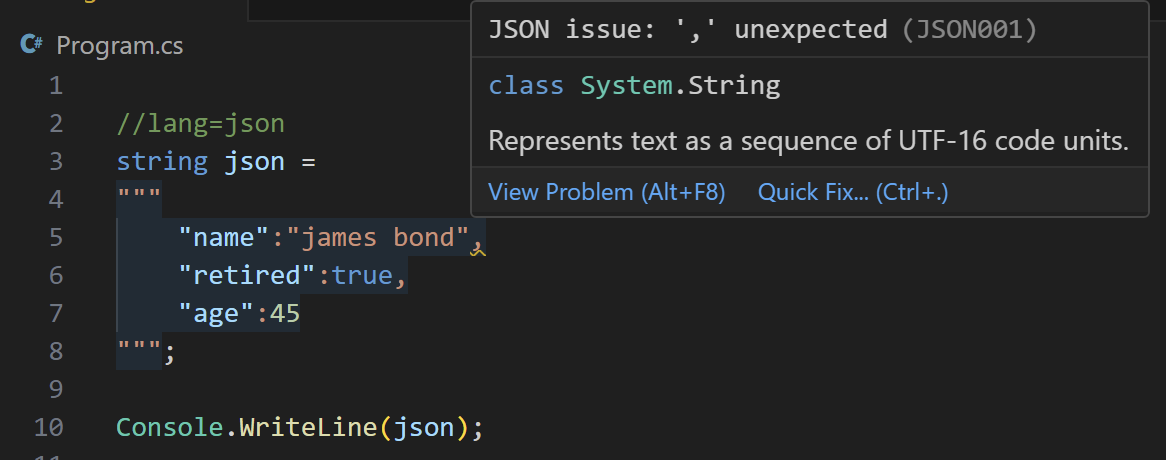 JSON issue: ',' unexpected (JSON001)
class System.String
Represents text as a sequence of UTF-16 code units.
View Problem (Alt+F8) Quick Fix... (Ctrl+.)
C# Program.cs
1
2 //lang=json
3 string json =
4 """
5 "name":"james bond",
6 "retired":true,
7 "age":45
8 """;
9
10 Console.WriteLine(json);